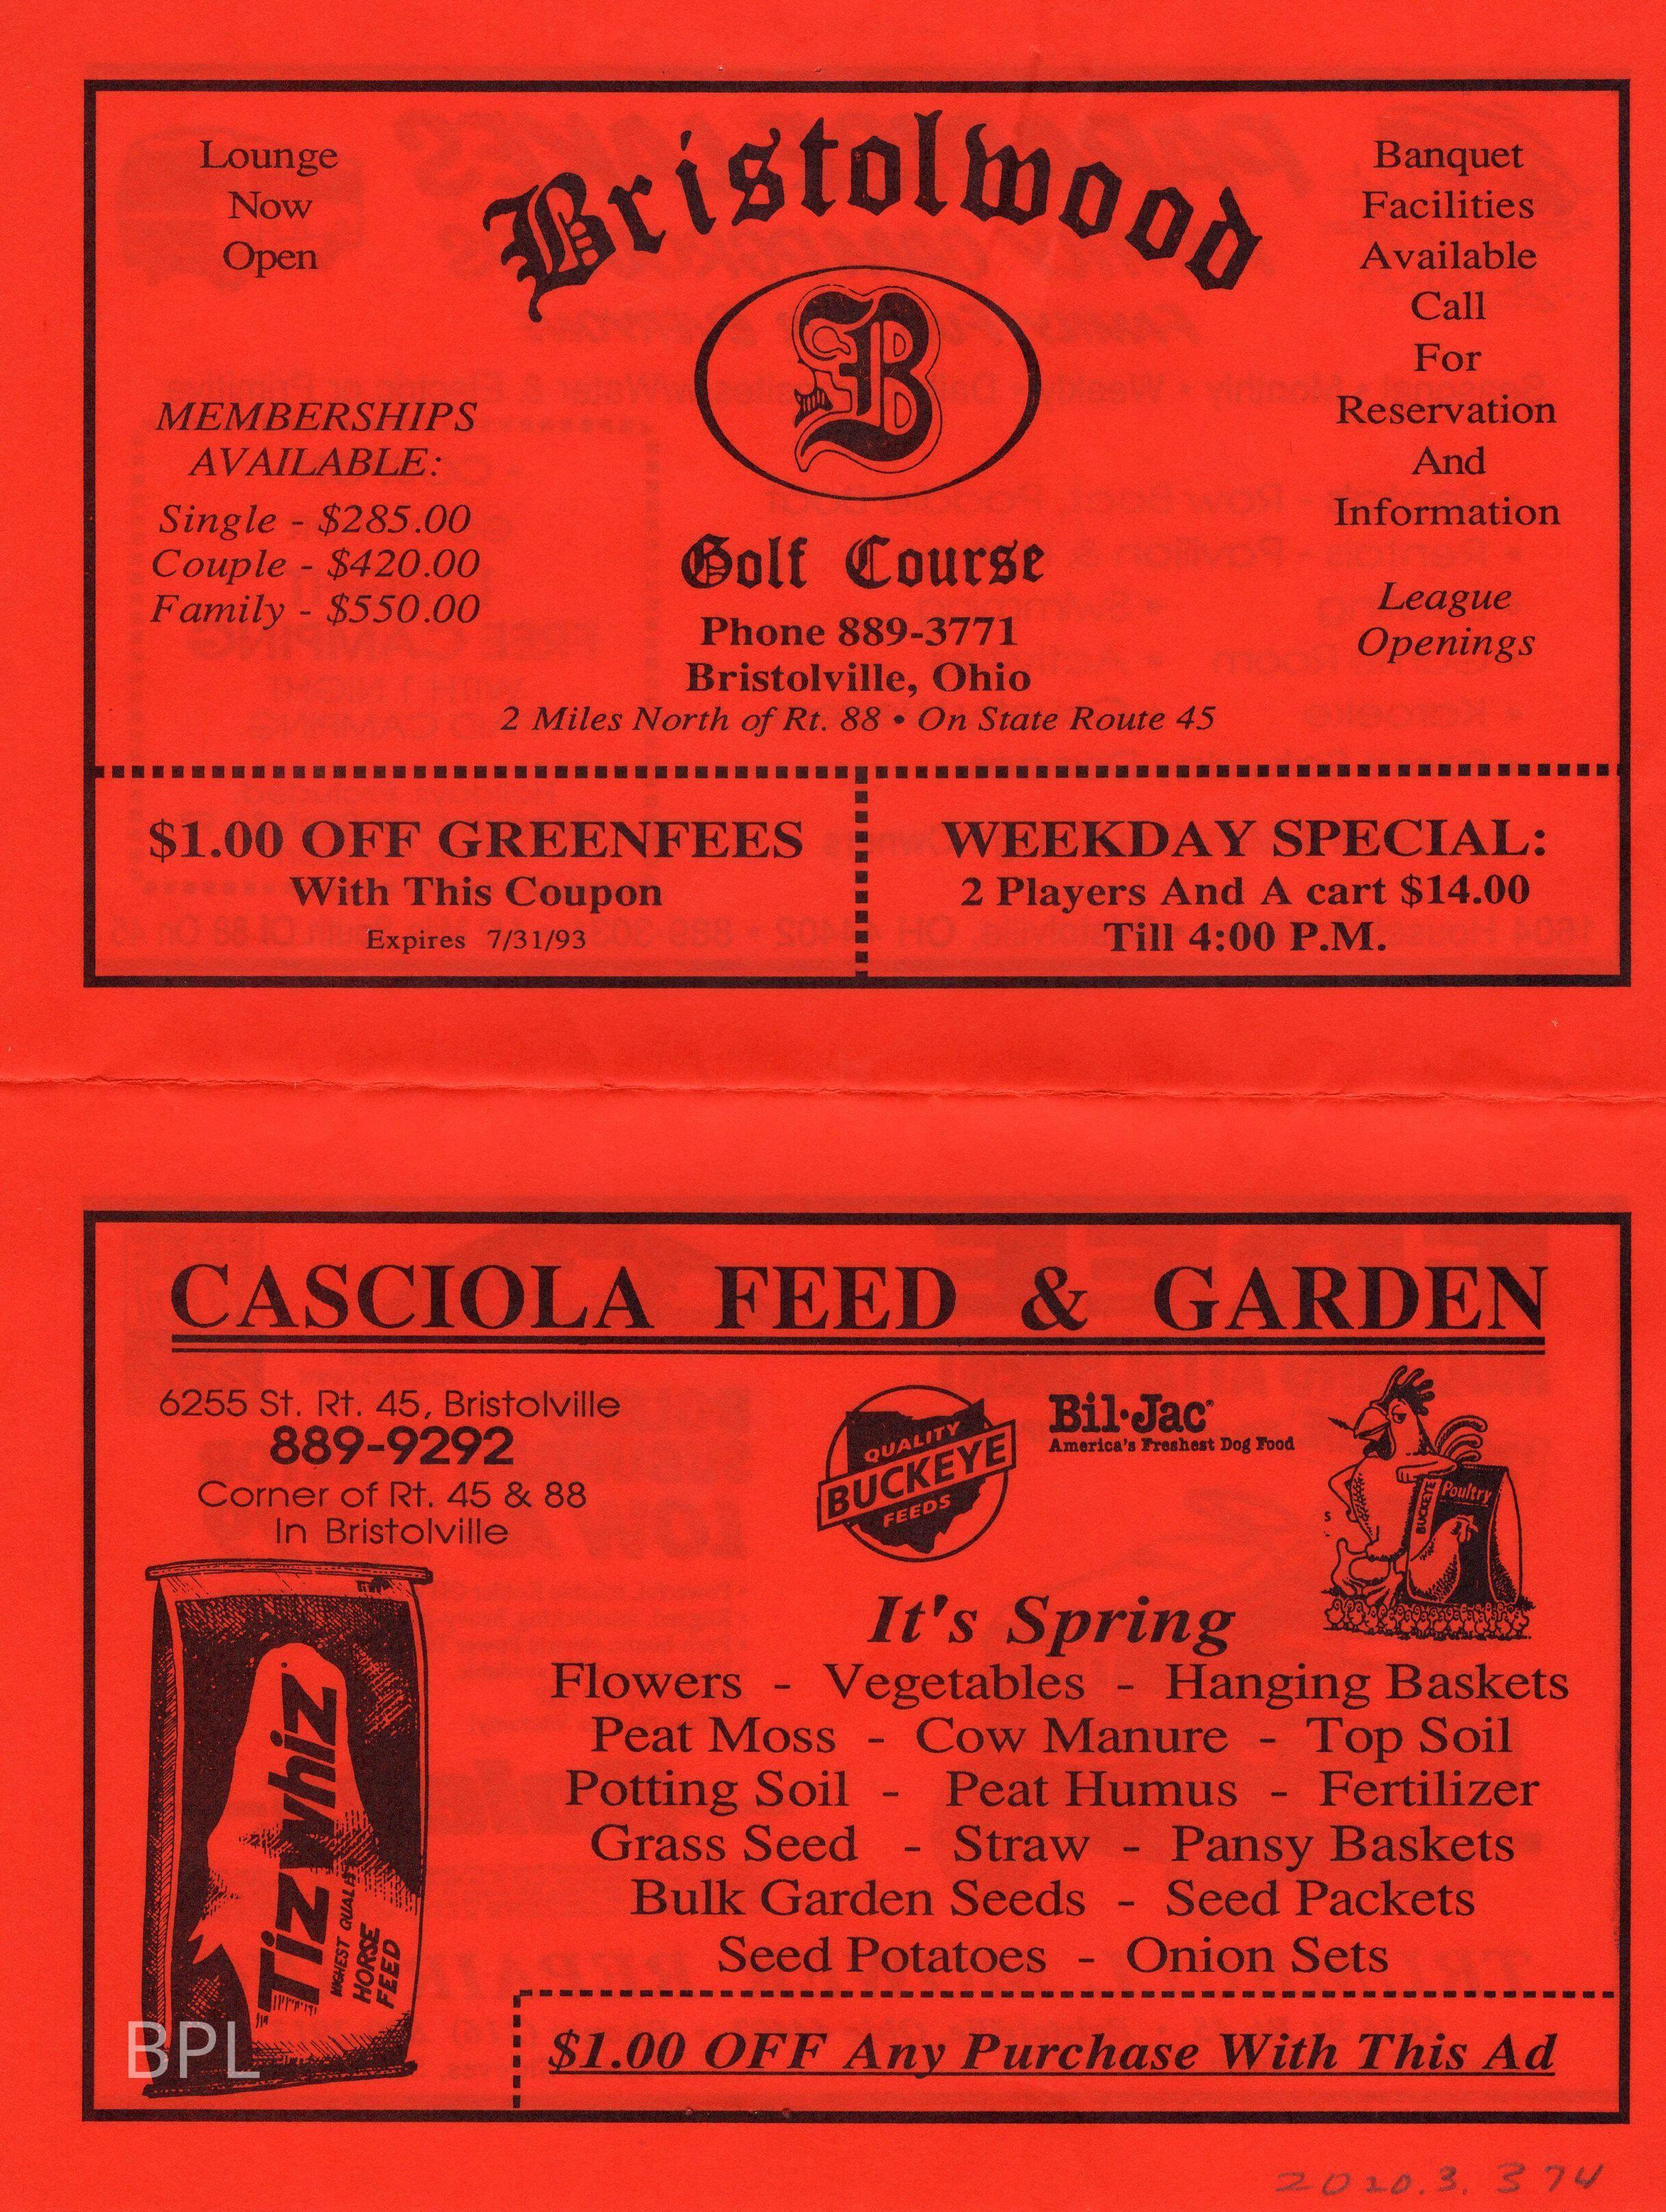 Lounge
Now
Open
Bristolwood
B
Banquet
Facilities
Available
Call
For
Reservation
And
Information
MEMBERSHIPS
AVAILABLE:
Single - $285.00
Couple - $420.00
Family - $550.00
Golf Course
Phone 889-3771
Bristolville, Ohio
2 Miles North of Rt. 88 • On State Route 45
League
Openings
$1.00 OFF GREENFEES
With This Coupon
Expires 7/31/93
WEEKDAY SPECIAL:
2 Players And A cart $14.00
Till 4:00 P.M.
CASCIOLA FEED & GARDEN
6255 St. Rt. 45, Bristolville
889-9292
Corner of Rt. 45 & 88
In Bristolville
QUALITY
BUCKEYE
FEEDS
Bil·Jac
America's Freshest Dog Food
BUCKEYE
Poultry
Tizwhiz
HIGHEST QUALITY
HORSE
FEED
It's Spring
Flowers - Vegetables - Hanging Baskets
Peat Moss - Cow Manure - Top Soil
Potting Soil - Peat Humus - Fertilizer
Grass Seed - Straw - Pansy Baskets
Bulk Garden Seeds - Seed Packets
Seed Potatoes - Onion Sets
$1.00 OFF Any Purchase With This Ad
BPL
2020.3.374